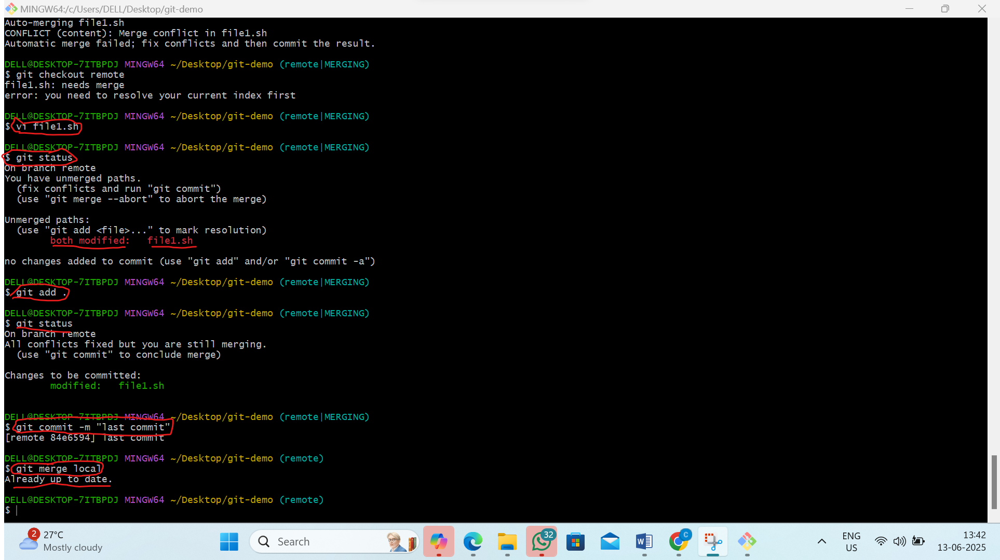 MINGW64:/c/Users/DELL/Desktop/git-demo
Auto-merging file1.sh
CONFLICT (content): Merge conflict in file1.sh
Automatic merge failed; fix conflicts and then commit the result.
DELL@DESKTOP-7ITBPDJ MINGW64 ~/Desktop/git-demo (remote|MERGING)
$ git checkout remote
file1.sh: needs merge
error: you need to resolve your current index first
DELL@DESKTOP-7ITBPDJ MINGW64 ~/Desktop/git-demo (remote|MERGING)
$ vi file1.sh
DELL@DESKTOP-7ITBPDJ MINGW64 ~/Desktop/git-demo (remote|MERGING)
$ git status
On branch remote
You have unmerged paths.
  (fix conflicts and run "git commit")
  (use "git merge --abort" to abort the merge)
Unmerged paths:
  (use "git add <file>..." to mark resolution)
        both modified:   file1.sh
no changes added to commit (use "git add" and/or "git commit -a")
DELL@DESKTOP-7ITBPDJ MINGW64 ~/Desktop/git-demo (remote|MERGING)
$ git add .
DELL@DESKTOP-7ITBPDJ MINGW64 ~/Desktop/git-demo (remote|MERGING)
$ git status
On branch remote
All conflicts fixed but you are still merging.
  (use "git commit" to conclude merge)
Changes to be committed:
        modified:   file1.sh
DELL@DESKTOP-7ITBPDJ MINGW64 ~/Desktop/git-demo (remote|MERGING)
$ git commit -m "last commit"
[remote 84e6594] last commit
DELL@DESKTOP-7ITBPDJ MINGW64 ~/Desktop/git-demo (remote)
$ git merge local
Already up to date.
DELL@DESKTOP-7ITBPDJ MINGW64 ~/Desktop/git-demo (remote)
$
2
27°C
Mostly cloudy
Search
32
W
C
ENG
US
13:42
13-06-2025